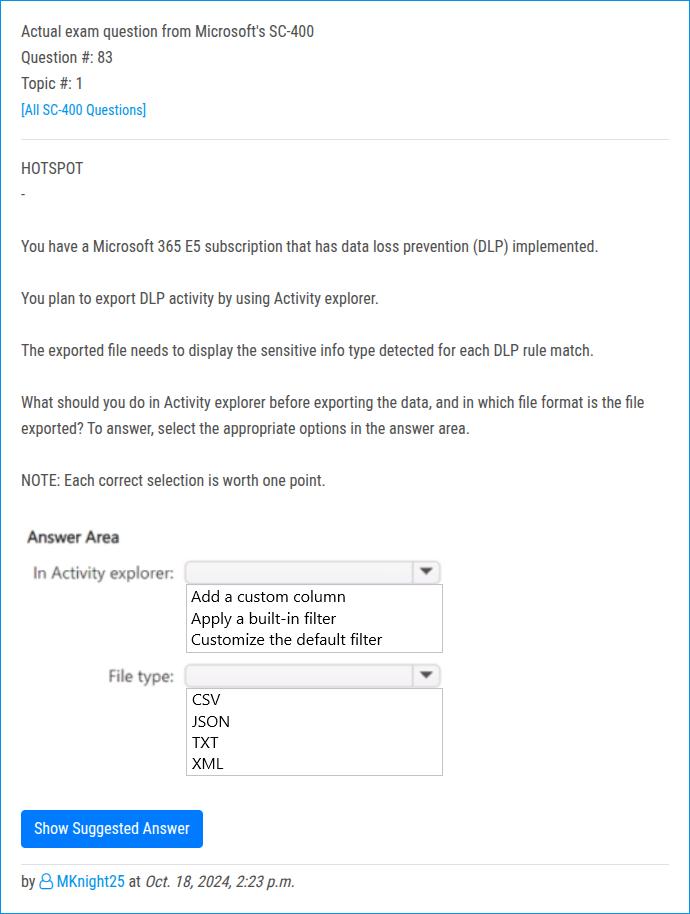 Actual exam question from Microsoft's SC-400
Question #: 83
Topic #: 1
[All SC-400 Questions]
HOTSPOT
-
You have a Microsoft 365 E5 subscription that has data loss prevention (DLP) implemented.
You plan to export DLP activity by using Activity explorer.
The exported file needs to display the sensitive info type detected for each DLP rule match.
What should you do in Activity explorer before exporting the data, and in which file format is the file
exported? To answer, select the appropriate options in the answer area.
NOTE: Each correct selection is worth one point.
Answer Area
In Activity explorer:
Add a custom column
Apply a built-in filter
Customize the default filter
File type:
CSV
JSON
TXT
XML
Show Suggested Answer
by MKnight25 at Oct. 18, 2024, 2:23 p.m.